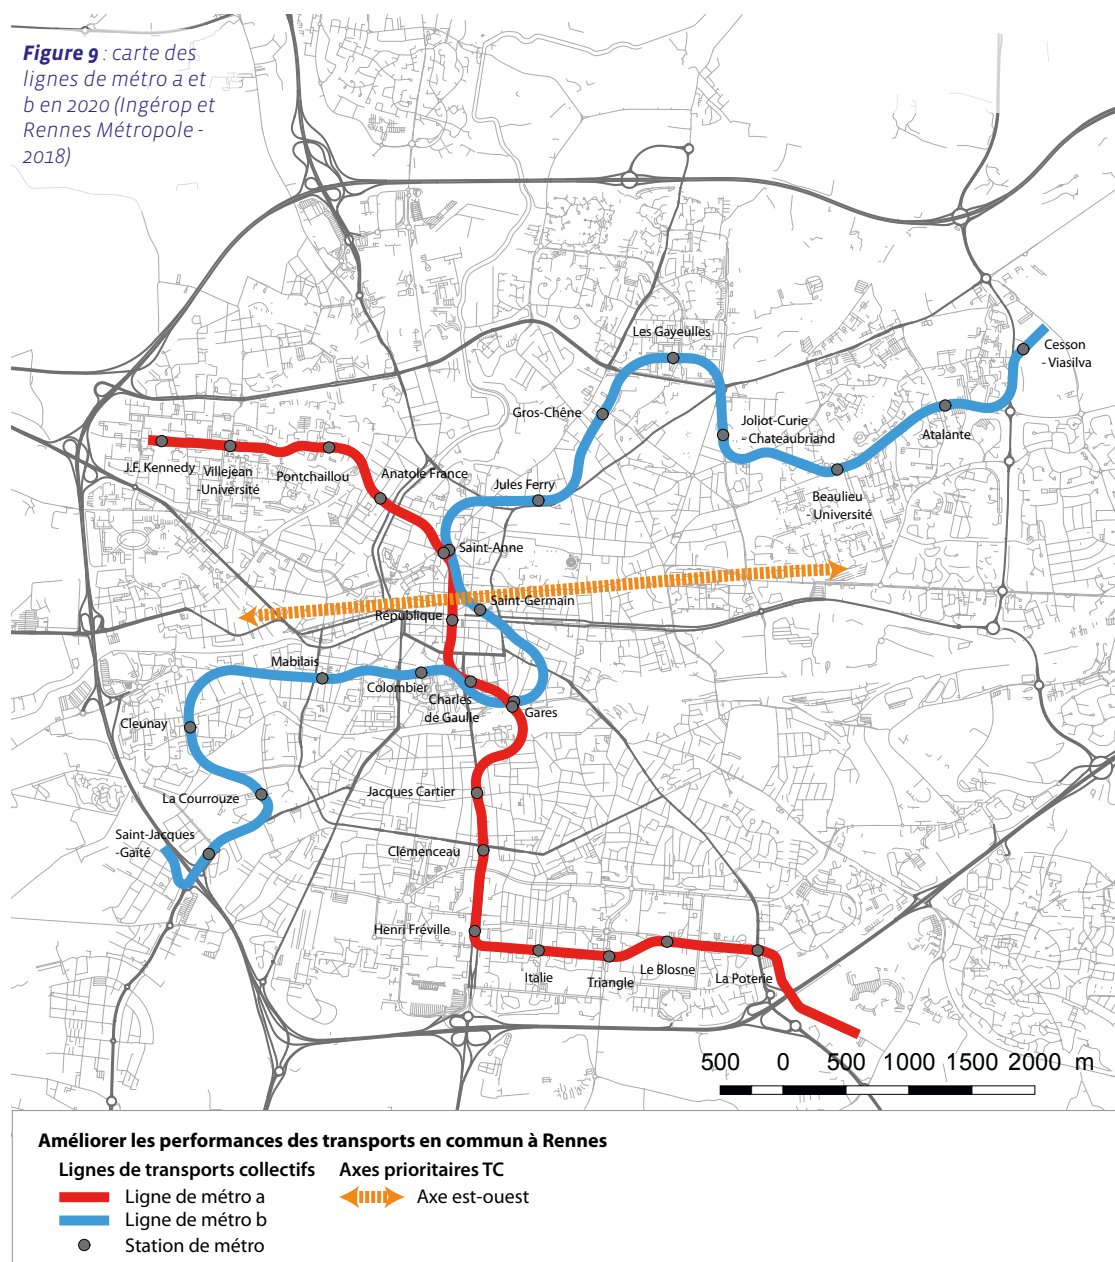 Figure 9 : carte des
lignes de métro a et
b en 2020 (Ingérop et
Rennes Métropole -
2018)
Les Gayeulles
Cesson
- Viasilva
Gros-Chêne
Joliot-Curie
- Chateaubriand
Atalante
J.F. Kennedy
Villejean
-Université
Pontchaillou
Anatole France
Jules Ferry
Beaulieu
- Université
Saint-Anne
Saint-Germain
République
Mabilais
Colombier
Charles
de Gaulle
Gares
Cleunay
La Courrouze
Jacques Cartier
Saint-Jacques
-Gaîté
Clémenceau
Henri Fréville
Italie
Triangle
Le Blosne
La Poterie
500 0 500 1000 1500 2000 m
Améliorer les performances des transports en commun à Rennes
Lignes de transports collectifs
Ligne de métro a
Ligne de métro b
Station de métro
Axes prioritaires TC
Axe est-ouest